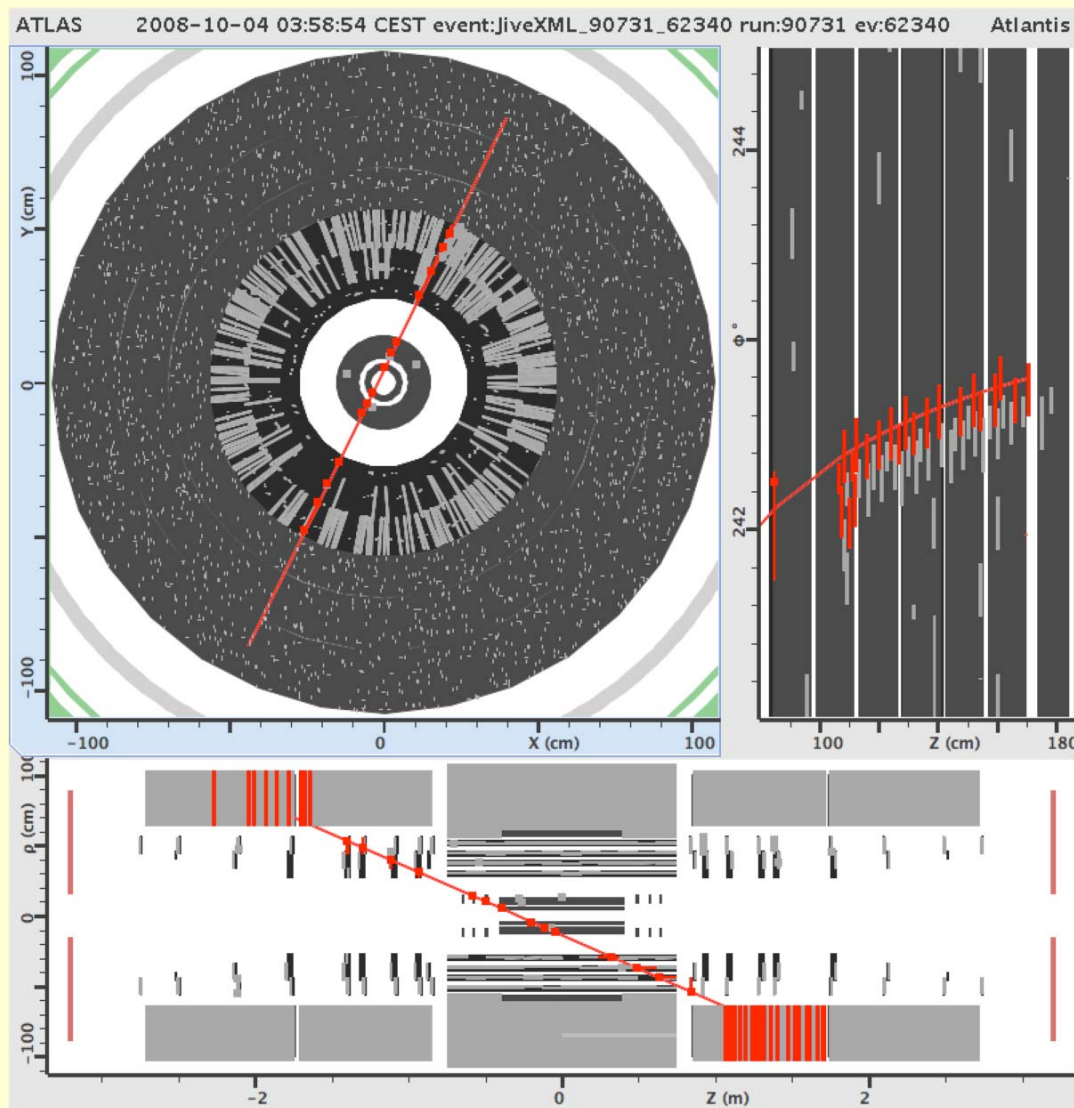 ATLAS 2008-10-04 03:58:54 CEST event:JiveXML_90731_62340 run:90731 ev:62340 Atlantis
100
Y (cm)
0
-100
-100 0 X (cm) 100
244
Φ°
242
100 Z (cm) 180
100
ρ (cm)
0
-100
-2 0 Z (m) 2